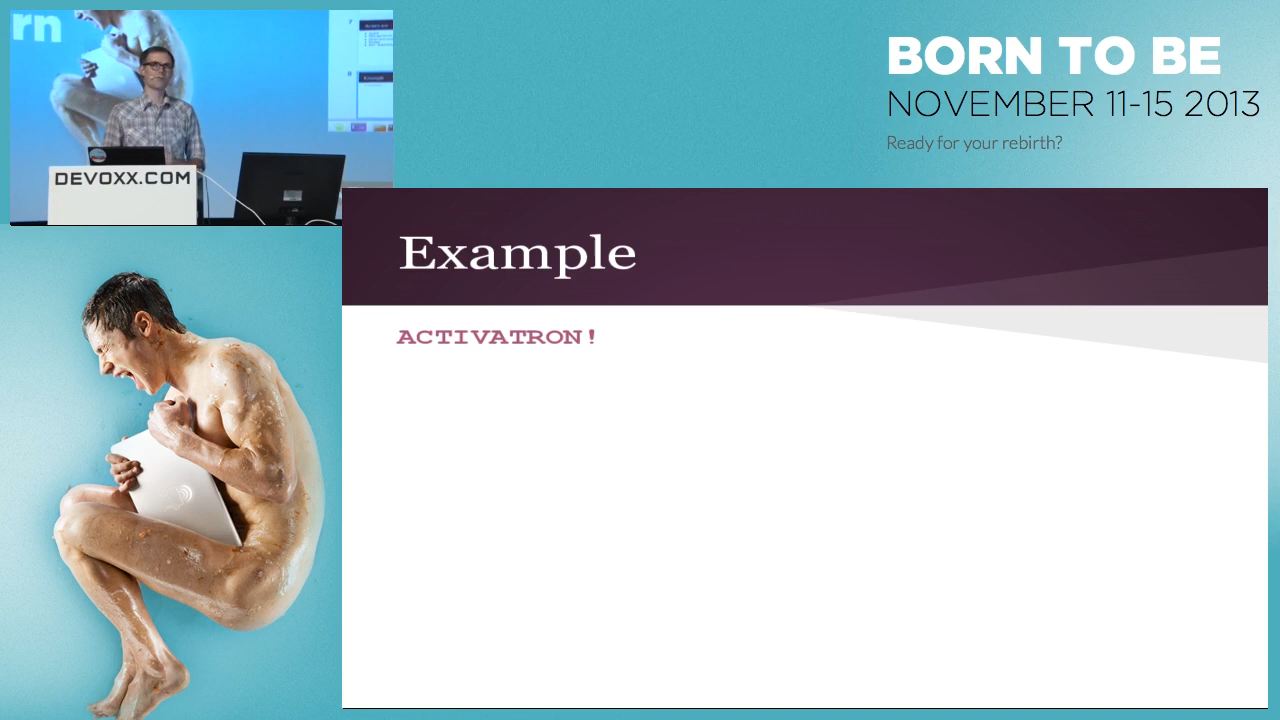 rn
DEVOXX.COM
BORN TO BE
NOVEMBER 11-15 2013
Ready for your rebirth?
Example
ACTIVATRON!